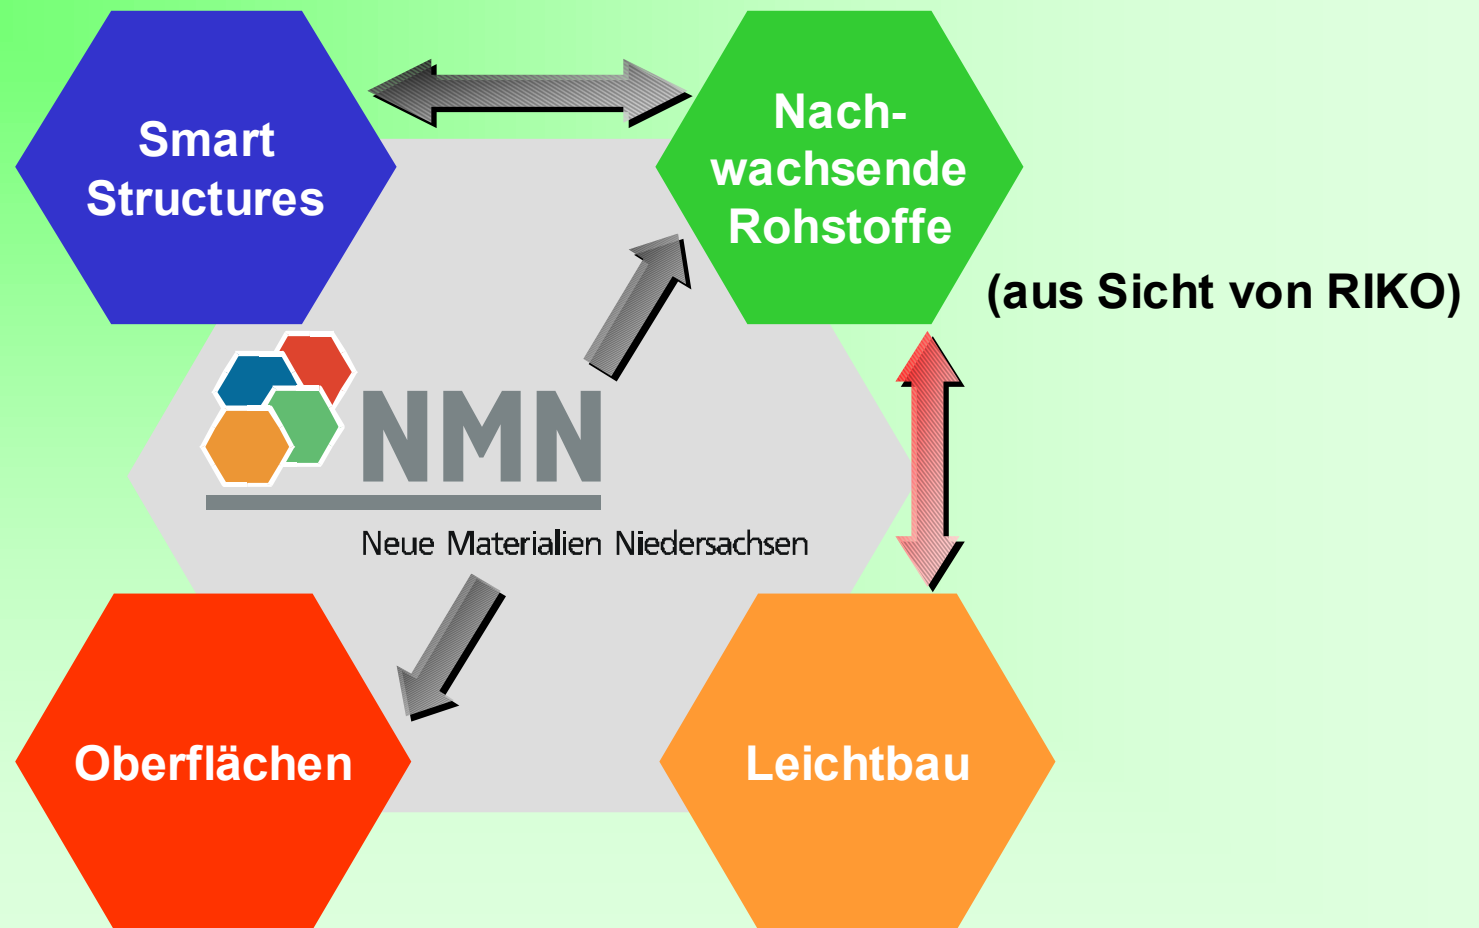 Smart
Structures
Nach-
wachsende
Rohstoffe
(aus Sicht von RIKO)
NMN
Neue Materialien Niedersachsen
Oberflächen
Leichtbau